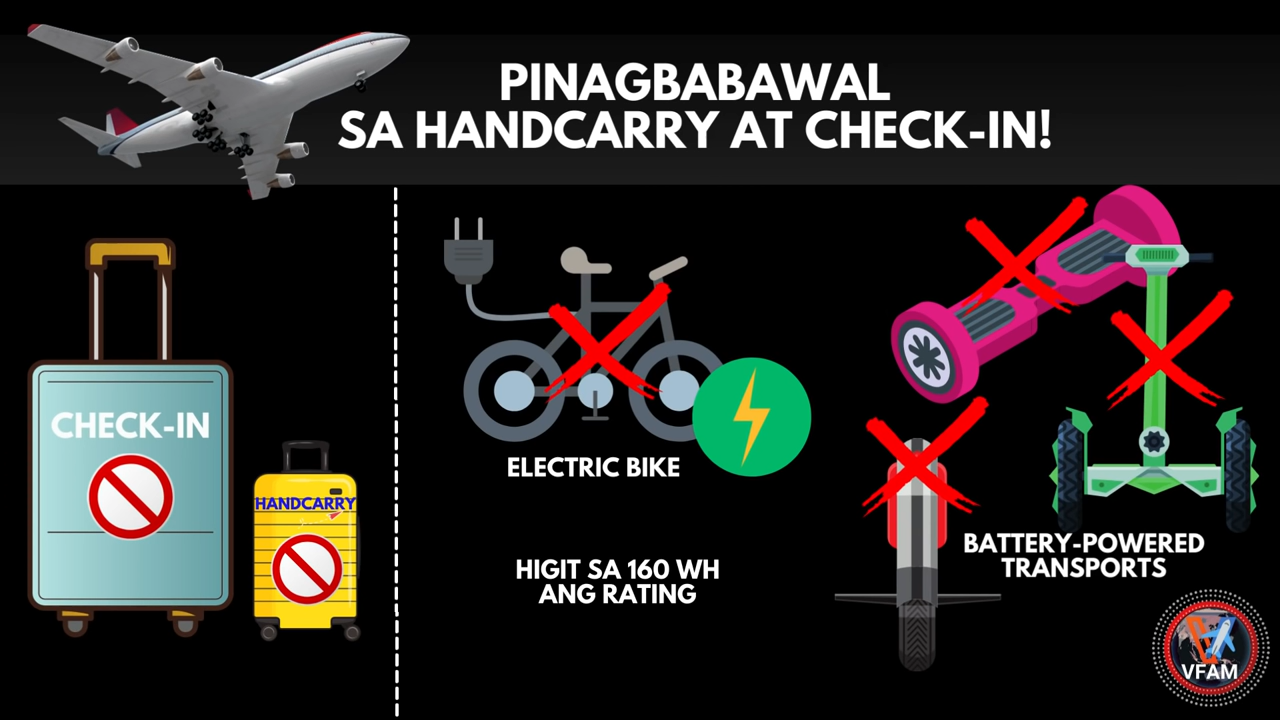 PINAGBABAWAL
SA HANDCARRY AT CHECK-IN!
CHECK-IN
HANDCARRY
ELECTRIC BIKE
HIGIT SA 160 WH
ANG RATING
BATTERY-POWERED
TRANSPORTS
VFAM